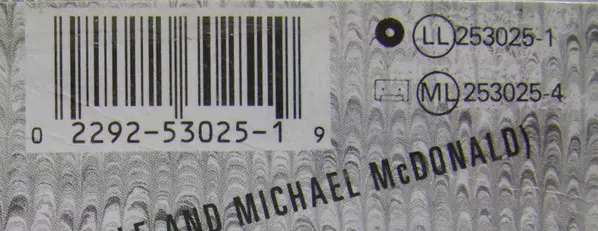 0 2292-53025-1 9
LL 253025-1
ML 253025-4
AND MICHAEL McDONALD)